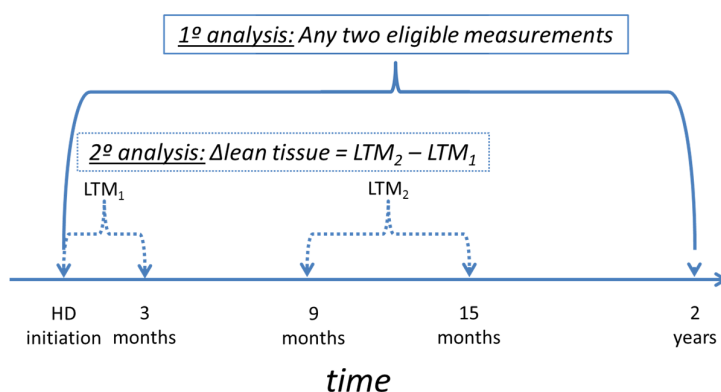 1º analysis: Any two eligible measurements
2º analysis: Δlean tissue = LTM₂ – LTM₁
LTM₁
LTM₂
HD initiation
3 months
9 months
15 months
2 years
time